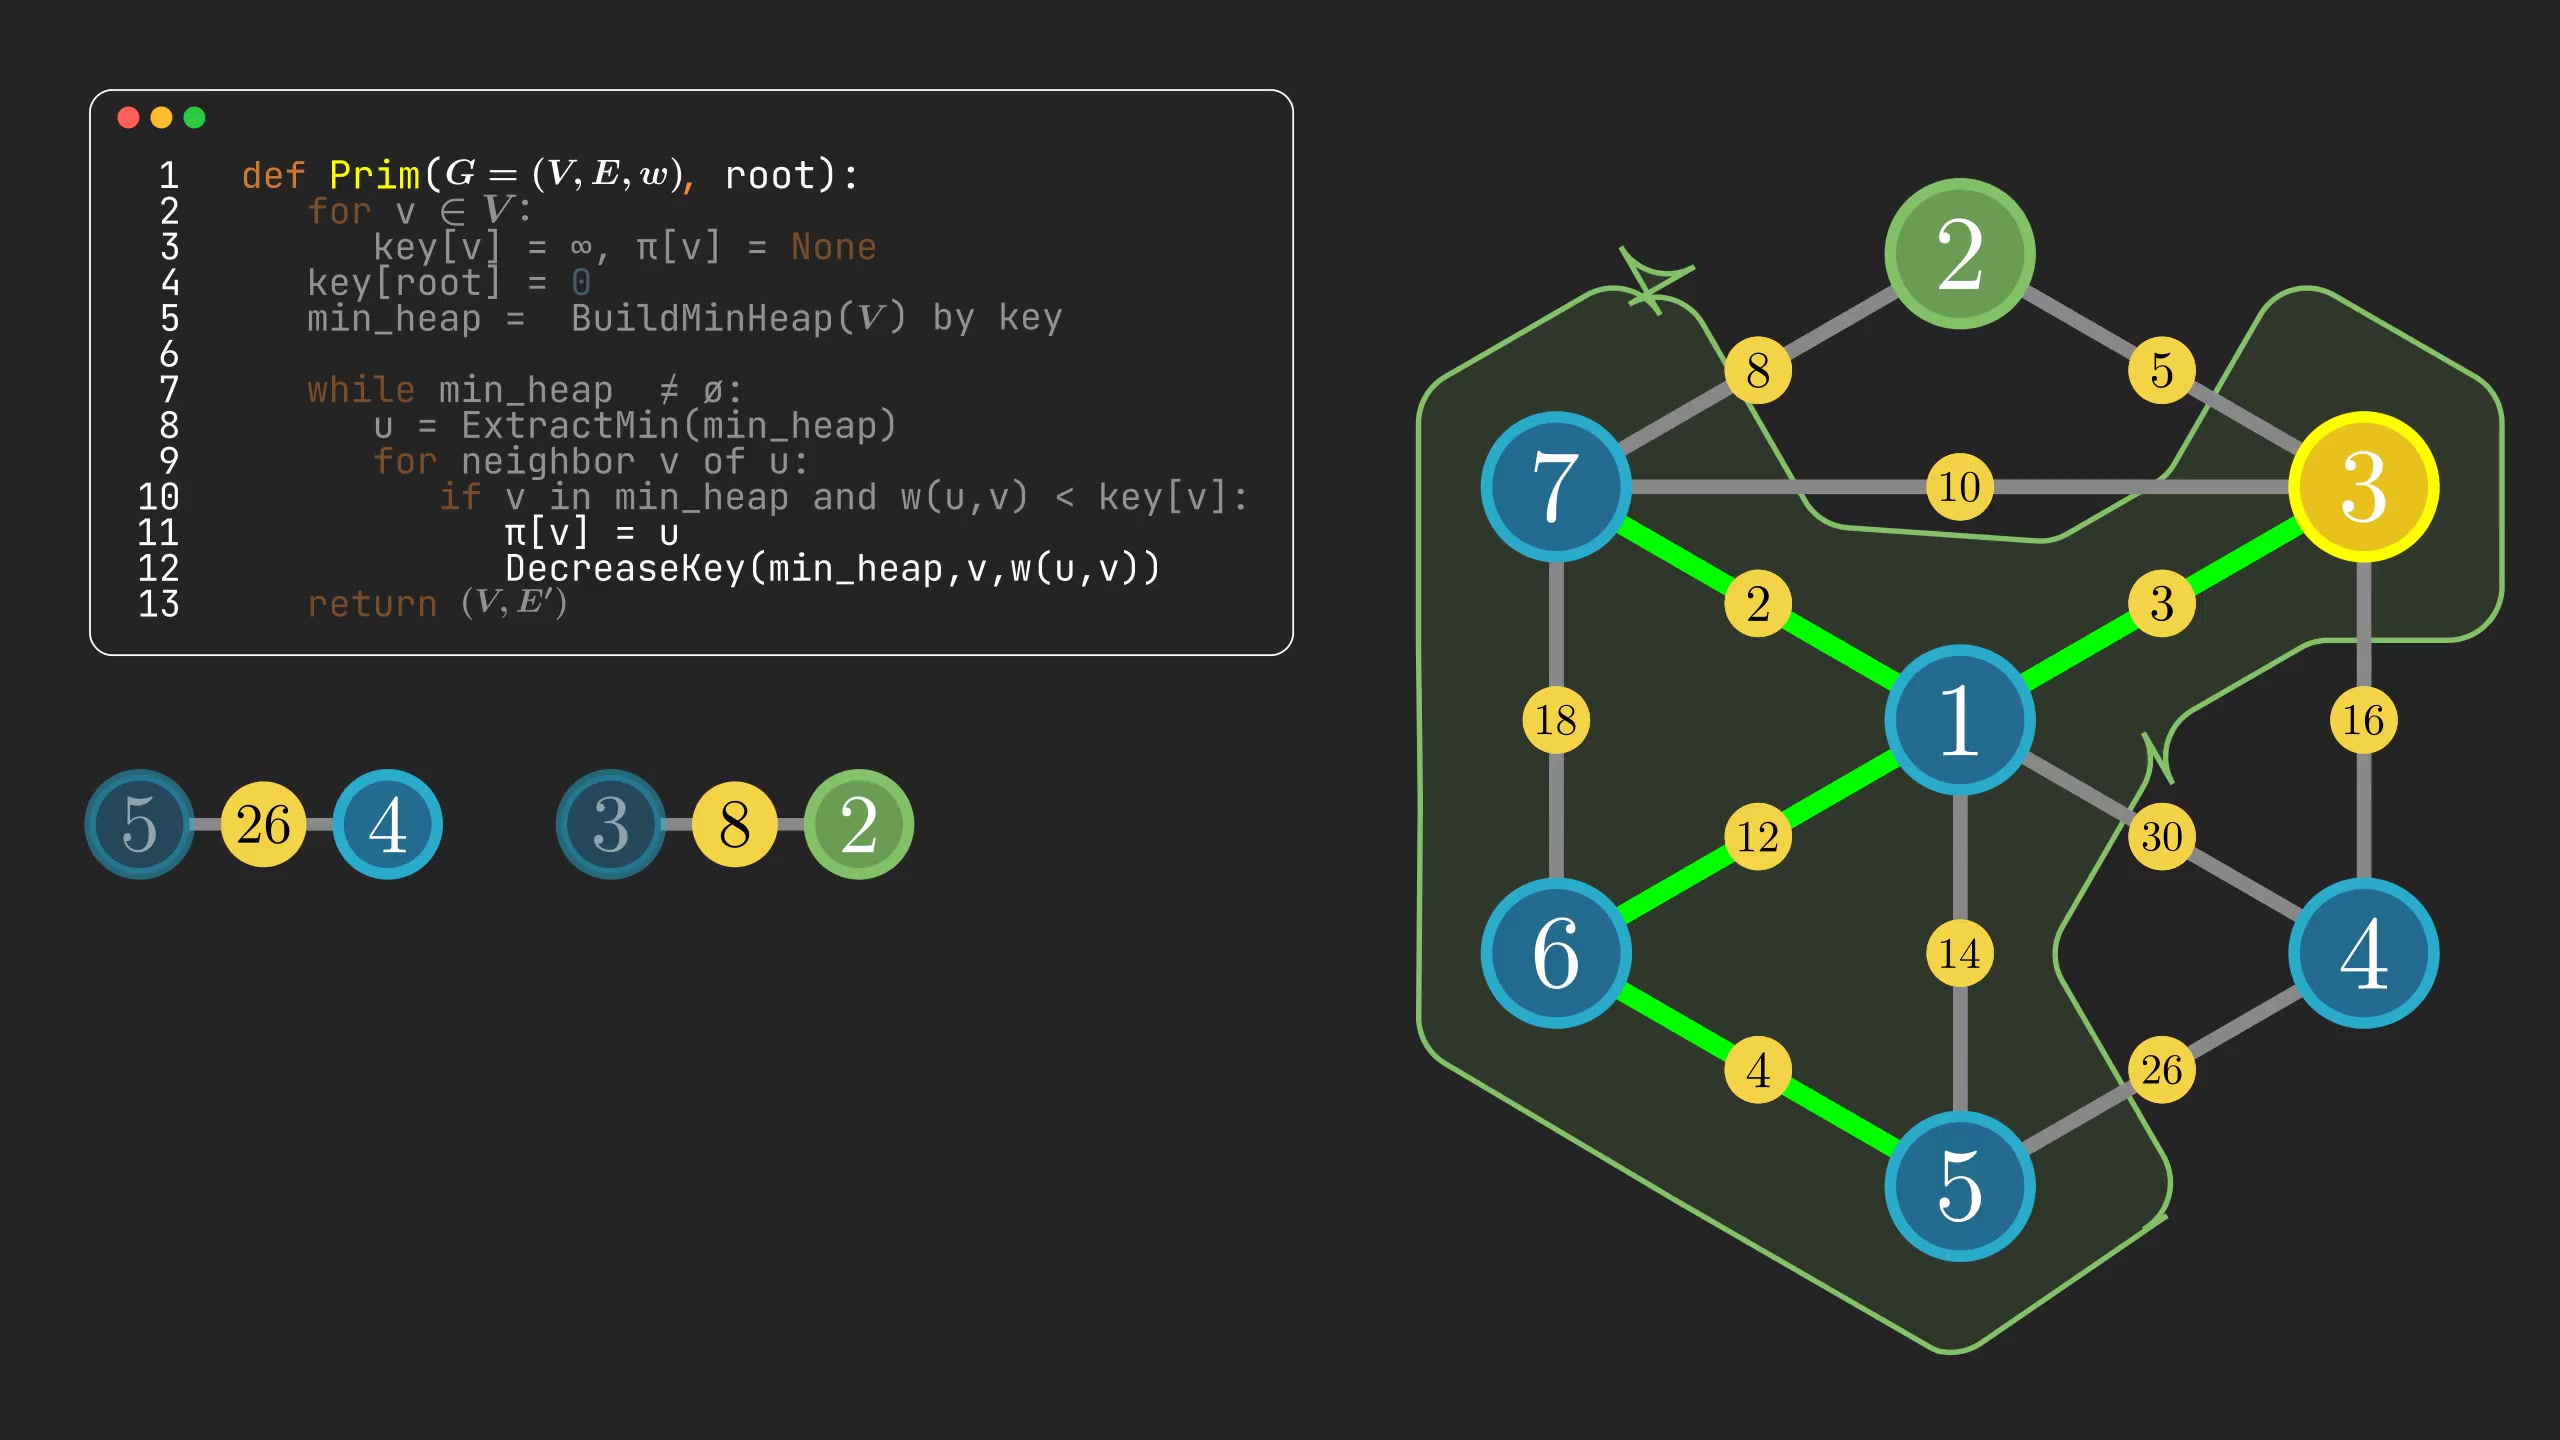 1 def Prim(G = (V, E, w), root):
2 for v ∈ V:
3 key[v] = ∞, π[v] = None
4 key[root] = 0
5 min_heap = BuildMinHeap(V) by key
6
7 while min_heap ≠ ø:
8 u = ExtractMin(min_heap)
9 for neighbor v of u:
10 if v in min_heap and w(u,v) < key[v]:
11 π[v] = u
12 DecreaseKey(min_heap,v,w(u,v))
13 return (V, E′)
5 26 4 3 8 2
2
8 5
7 10 3
2 3
18 1 16
12 30
6 14 4
4 26
5